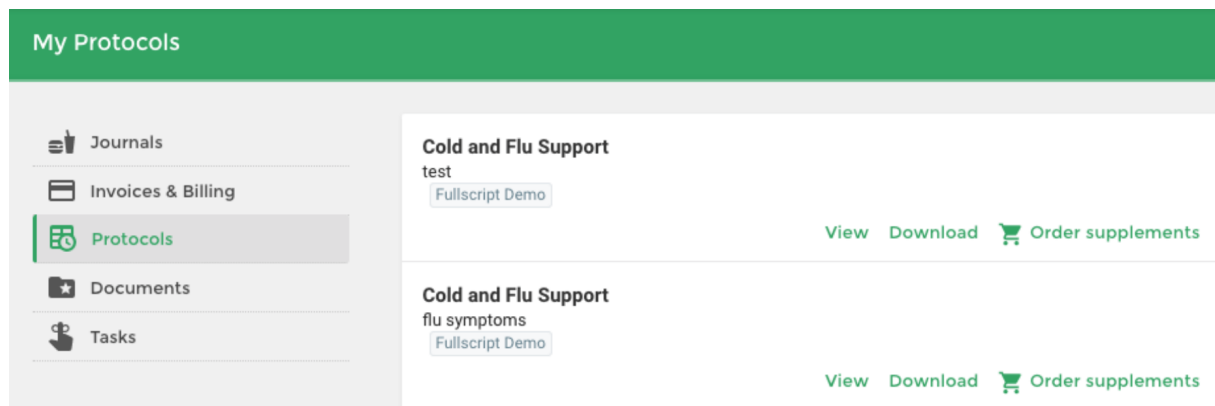 My Protocols
Journals
Invoices & Billing
Protocols
Documents
Tasks
Cold and Flu Support
test
Fullscript Demo
View Download Order supplements
Cold and Flu Support
flu symptoms
Fullscript Demo
View Download Order supplements